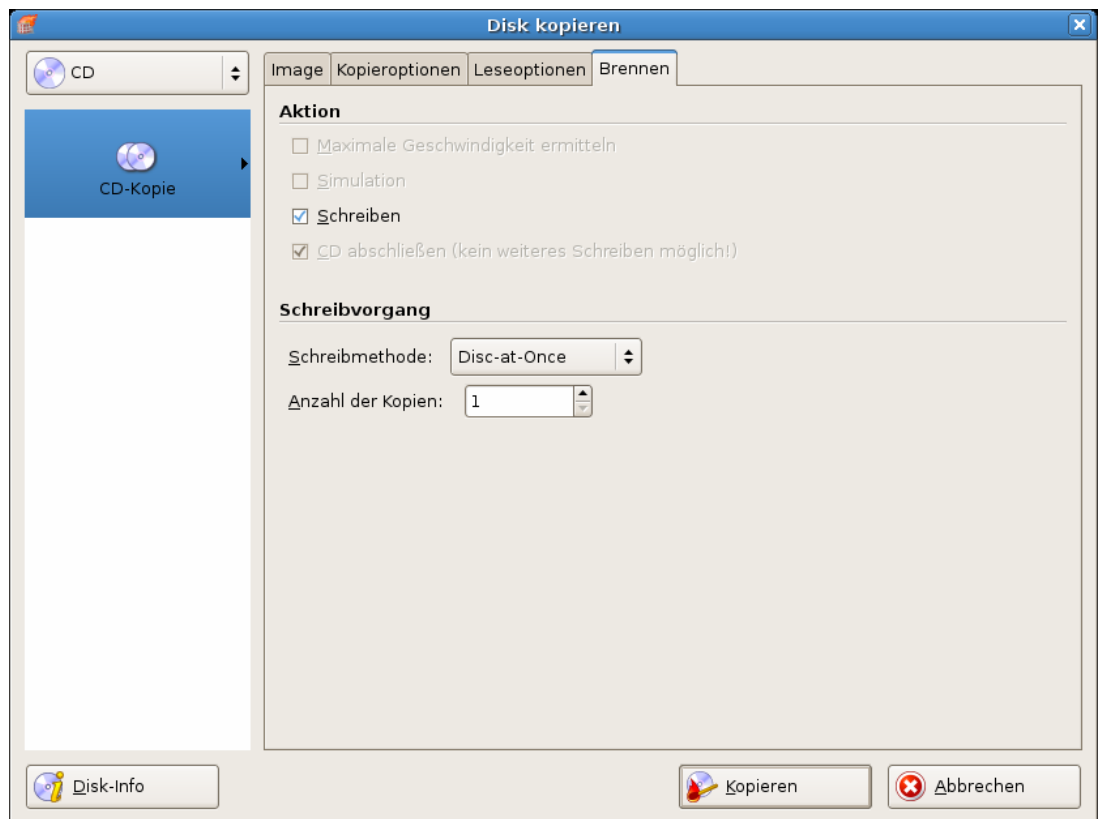 Disk kopieren
CD
Image Kopieroptionen Leseoptionen Brennen
CD-Kopie
Aktion
Maximale Geschwindigkeit ermitteln
Simulation
Schreiben
CD abschließen (kein weiteres Schreiben möglich!)
Schreibvorgang
Schreibmethode: Disc-at-Once
Anzahl der Kopien: 1
Disk-Info Kopieren Abbrechen